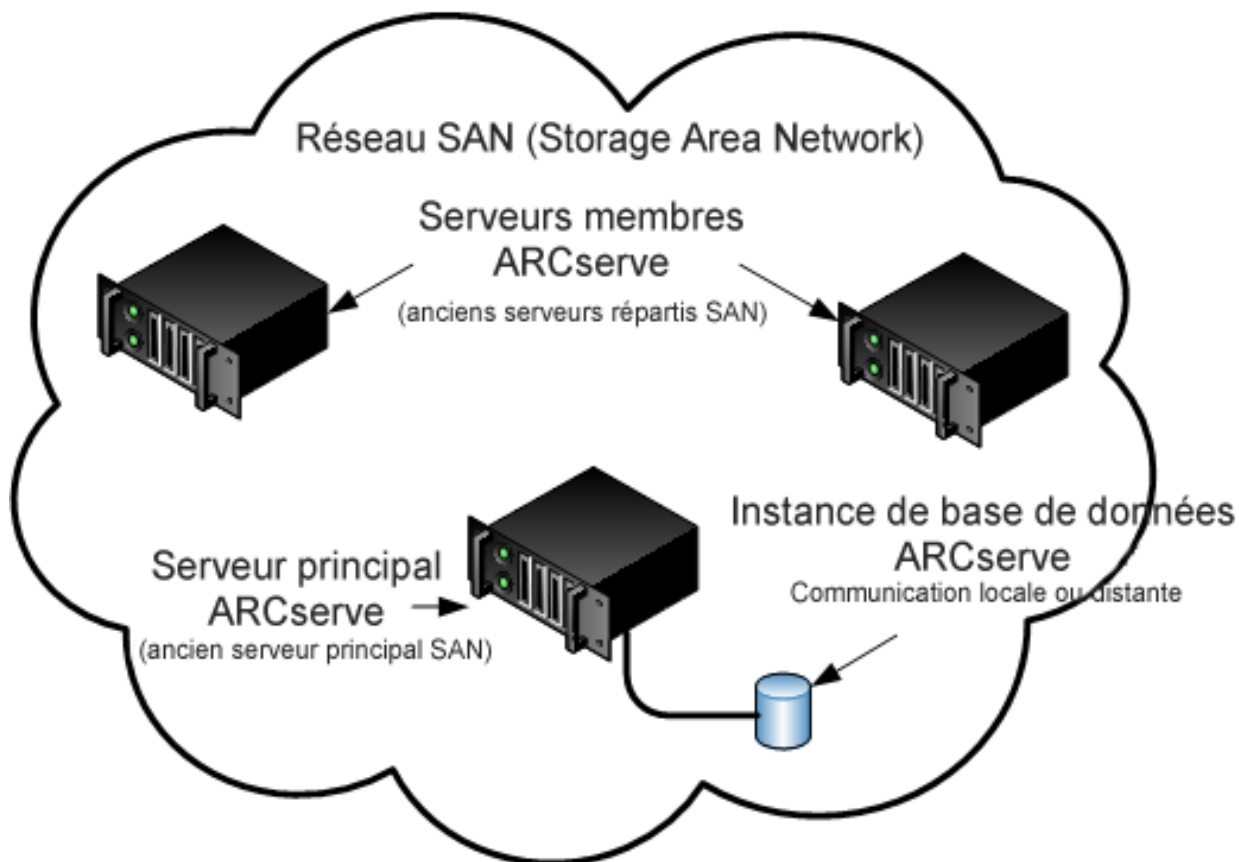 Réseau SAN (Storage Area Network)
Serveurs membres
ARCserve
(anciens serveurs répartis SAN)
Instance de base de données
ARCserve
Communication locale ou distante
Serveur principal
ARCserve
(ancien serveur principal SAN)